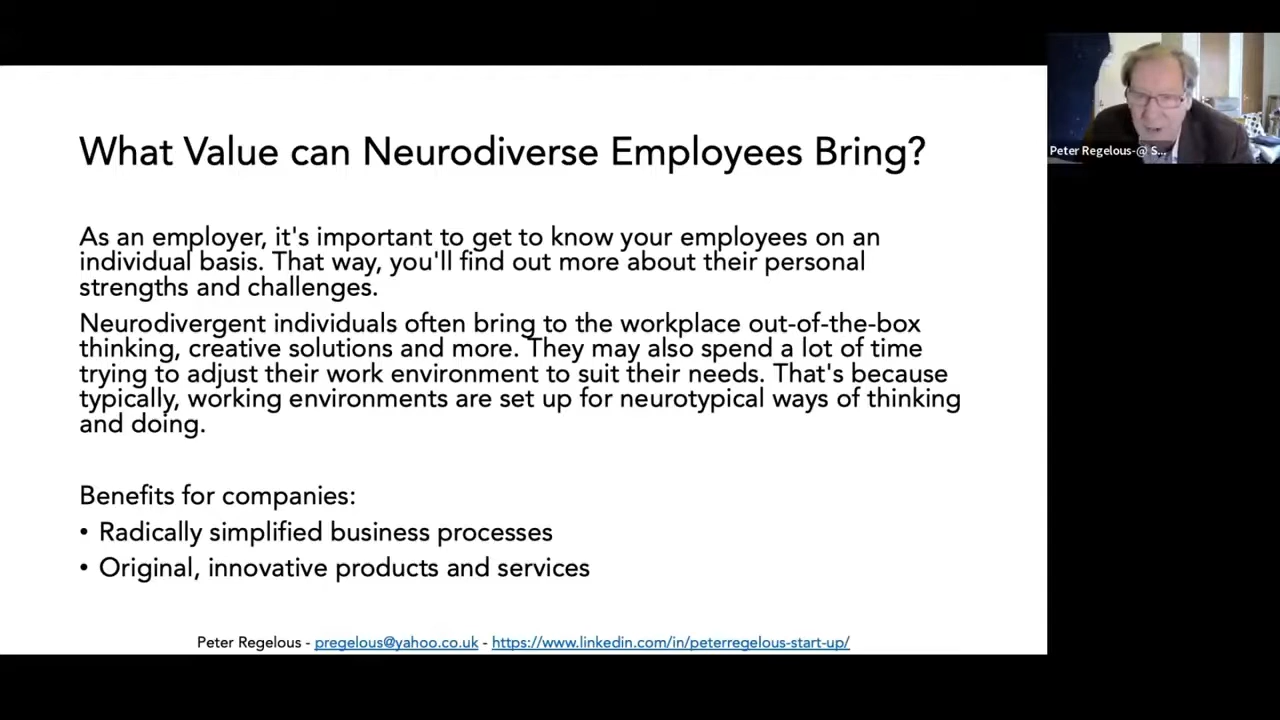 What Value can Neurodiverse Employees Bring?
As an employer, it's important to get to know your employees on an
individual basis. That way, you'll find out more about their personal
strengths and challenges.
Neurodivergent individuals often bring to the workplace out-of-the-box
thinking, creative solutions and more. They may also spend a lot of time
trying to adjust their work environment to suit their needs. That's because
typically, working environments are set up for neurotypical ways of thinking
and doing.
Benefits for companies:
• Radically simplified business processes
• Original, innovative products and services
Peter Regelous - pregelous@yahoo.co.uk - https://www.linkedin.com/in/peterregelous-start-up/
Peter Regelous-@ S...